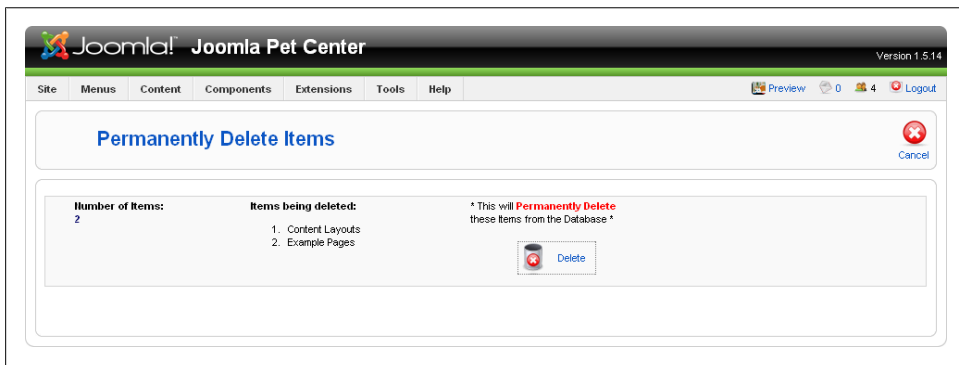 Joomla!™ Joomla Pet Center
Version 1.5.14
Site Menus Content Components Extensions Tools Help Preview 0 4 Logout
Permanently Delete Items
Cancel
Number of Items:
2
Items being deleted:
1. Content Layouts
2. Example Pages
* This will Permanently Delete
these Items from the Database *
Delete